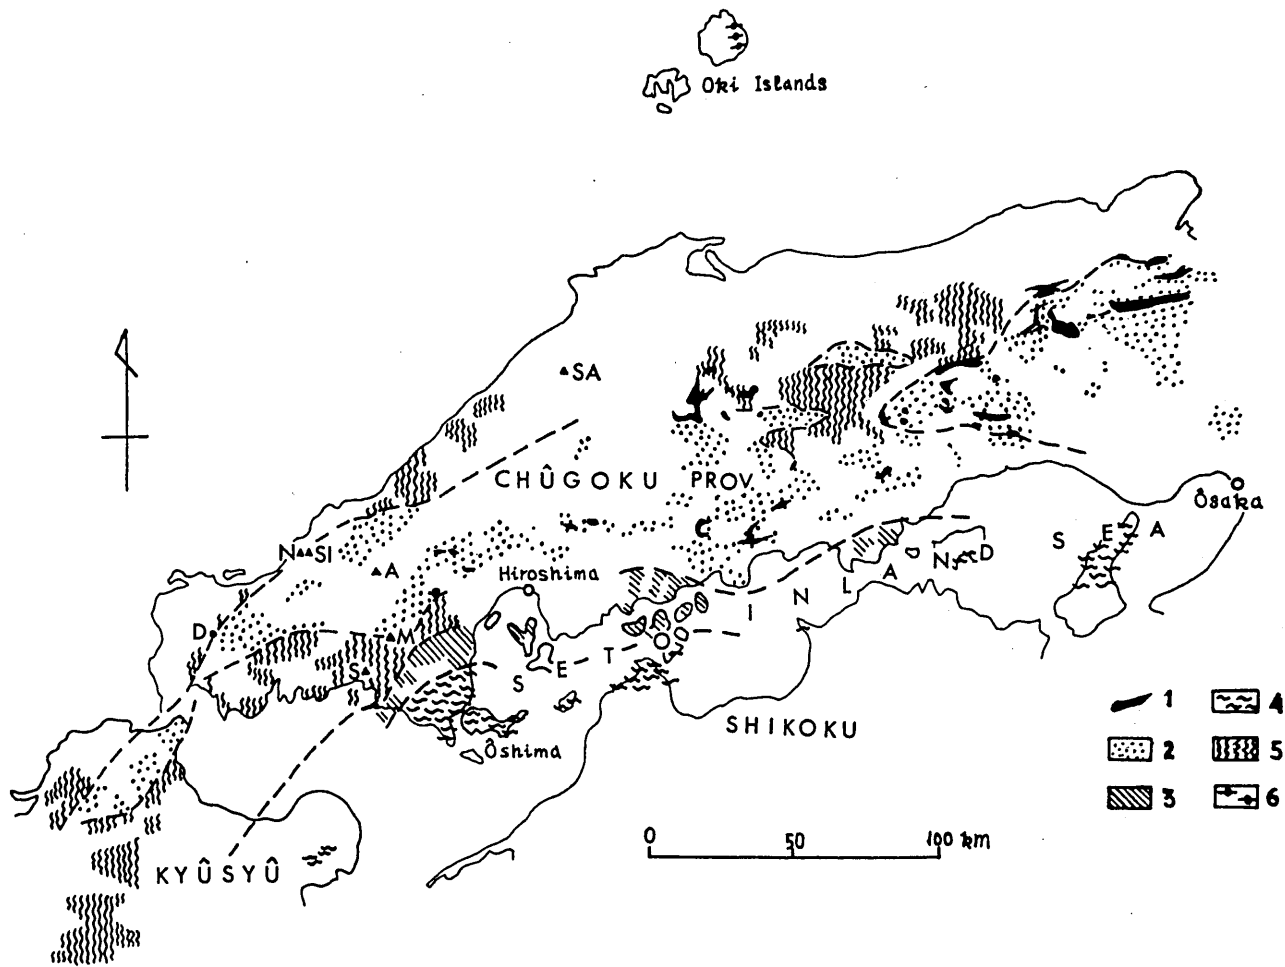 Oki Islands
SA
CHÛGOKU PROV.
Ôsaka
N SI
A
Hiroshima
S E A
N D
I N L A
D
T M
S
S E T
Ôshima
SHIKOKU
KYÛSYÛ
1
2
3
4
5
6
0 50 100 km